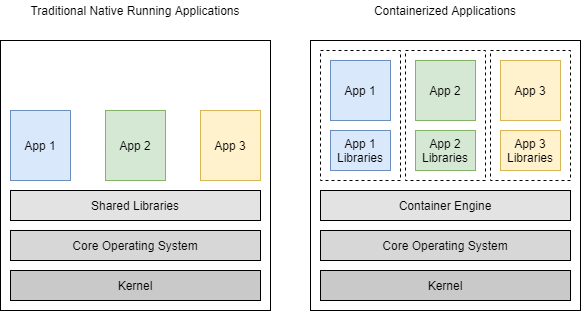 Traditional Native Running Applications
App 1
App 2
App 3
Shared Libraries
Core Operating System
Kernel
Containerized Applications
App 1
App 2
App 3
App 1
Libraries
App 2
Libraries
App 3
Libraries
Container Engine
Core Operating System
Kernel